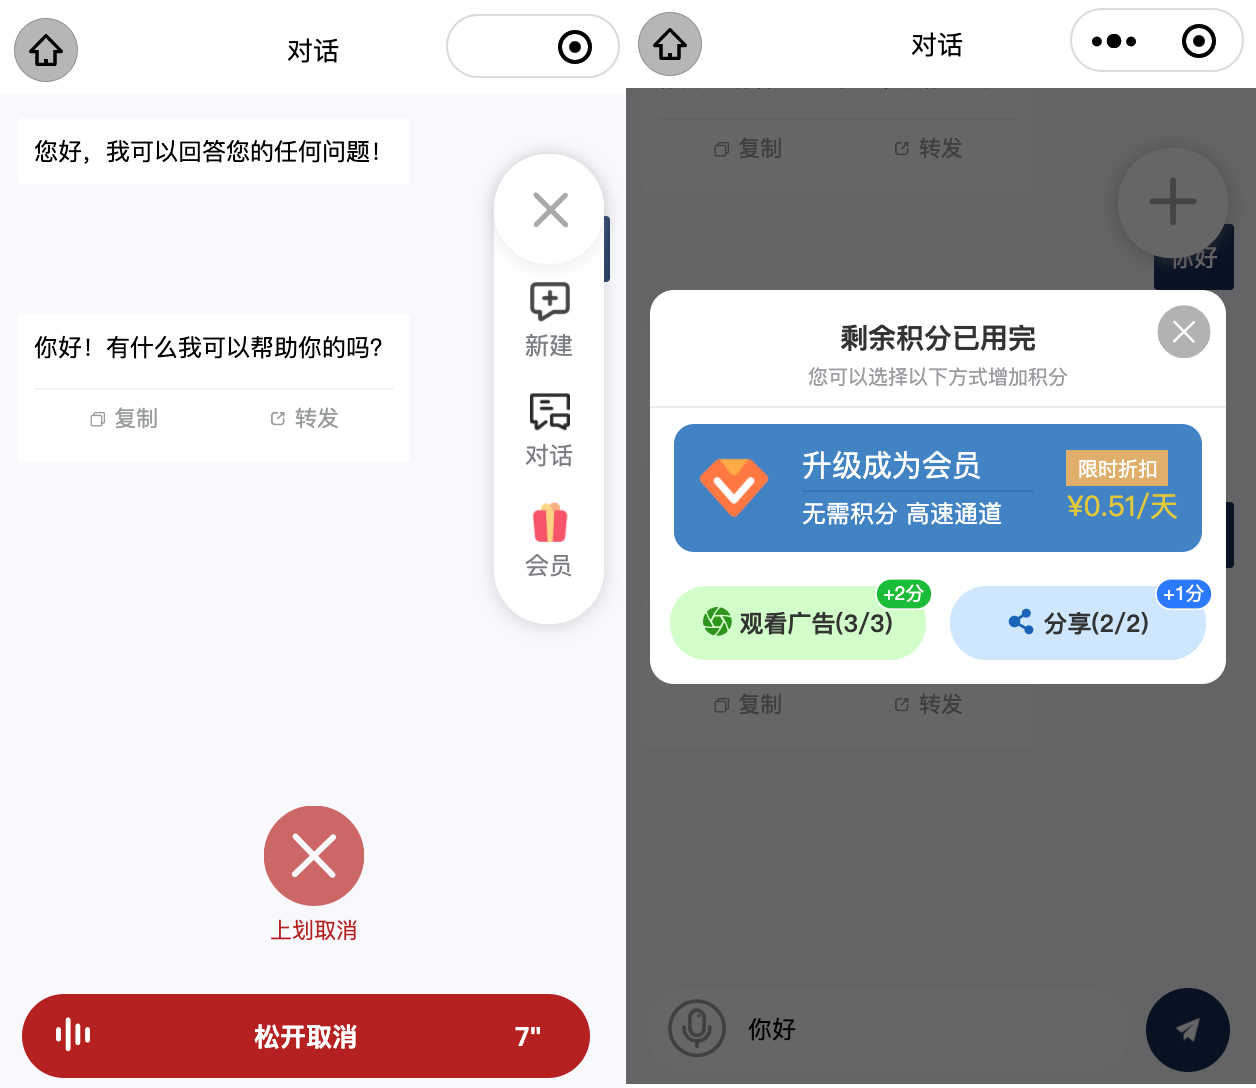 对话
您好，我可以回答您的任何问题！
你好！有什么我可以帮助你的吗？
复制
转发
新建
对话
会员
上划取消
松开取消
7"
对话
复制
转发
你好
剩余积分已用完
您可以选择以下方式增加积分
升级成为会员
无需积分 高速通道
限时折扣
¥0.51/天
+2分
观看广告(3/3)
+1分
分享(2/2)
复制
转发
你好